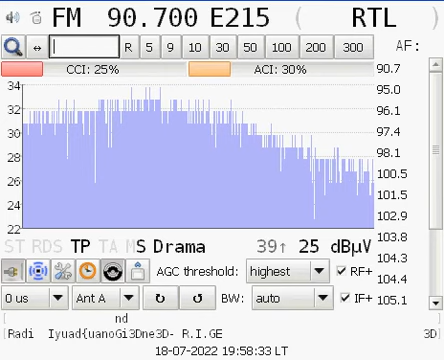 FM 90.700 E215 ( ) RTL
↔ R 5 9 10 30 50 100 200 300 AF:
CCI: 25% ACI: 30% 90.7
34 95.0
32 96.1
30 97.4
28 98.1
26 100.5
24 101.5
22 102.9
103.8
ST RDS TP TA MS Drama 39↑ 25 dBµV
104.3
AGC threshold: highest RF+ 104.4
0 us Ant A ↻ ↺ BW: auto IF+ 105.1
[ nd ]
[Radi Iyuad{uanoGi3Dne3D- R.I.GE 3D]
18-07-2022 19:58:33 LT